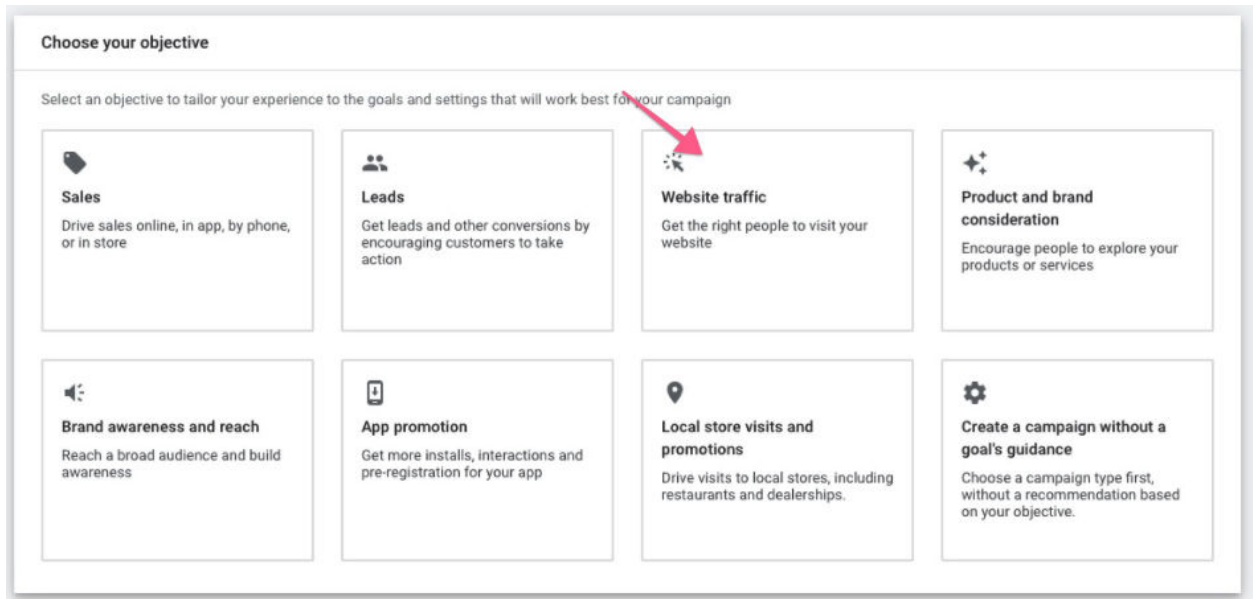 Choose your objective
Select an objective to tailor your experience to the goals and settings that will work best for your campaign
Sales
Drive sales online, in app, by phone,
or in store
Leads
Get leads and other conversions by
encouraging customers to take
action
Website traffic
Get the right people to visit your
website
Product and brand
consideration
Encourage people to explore your
products or services
Brand awareness and reach
Reach a broad audience and build
awareness
App promotion
Get more installs, interactions and
pre-registration for your app
Local store visits and
promotions
Drive visits to local stores, including
restaurants and dealerships.
Create a campaign without a
goal's guidance
Choose a campaign type first,
without a recommendation based
on your objective.